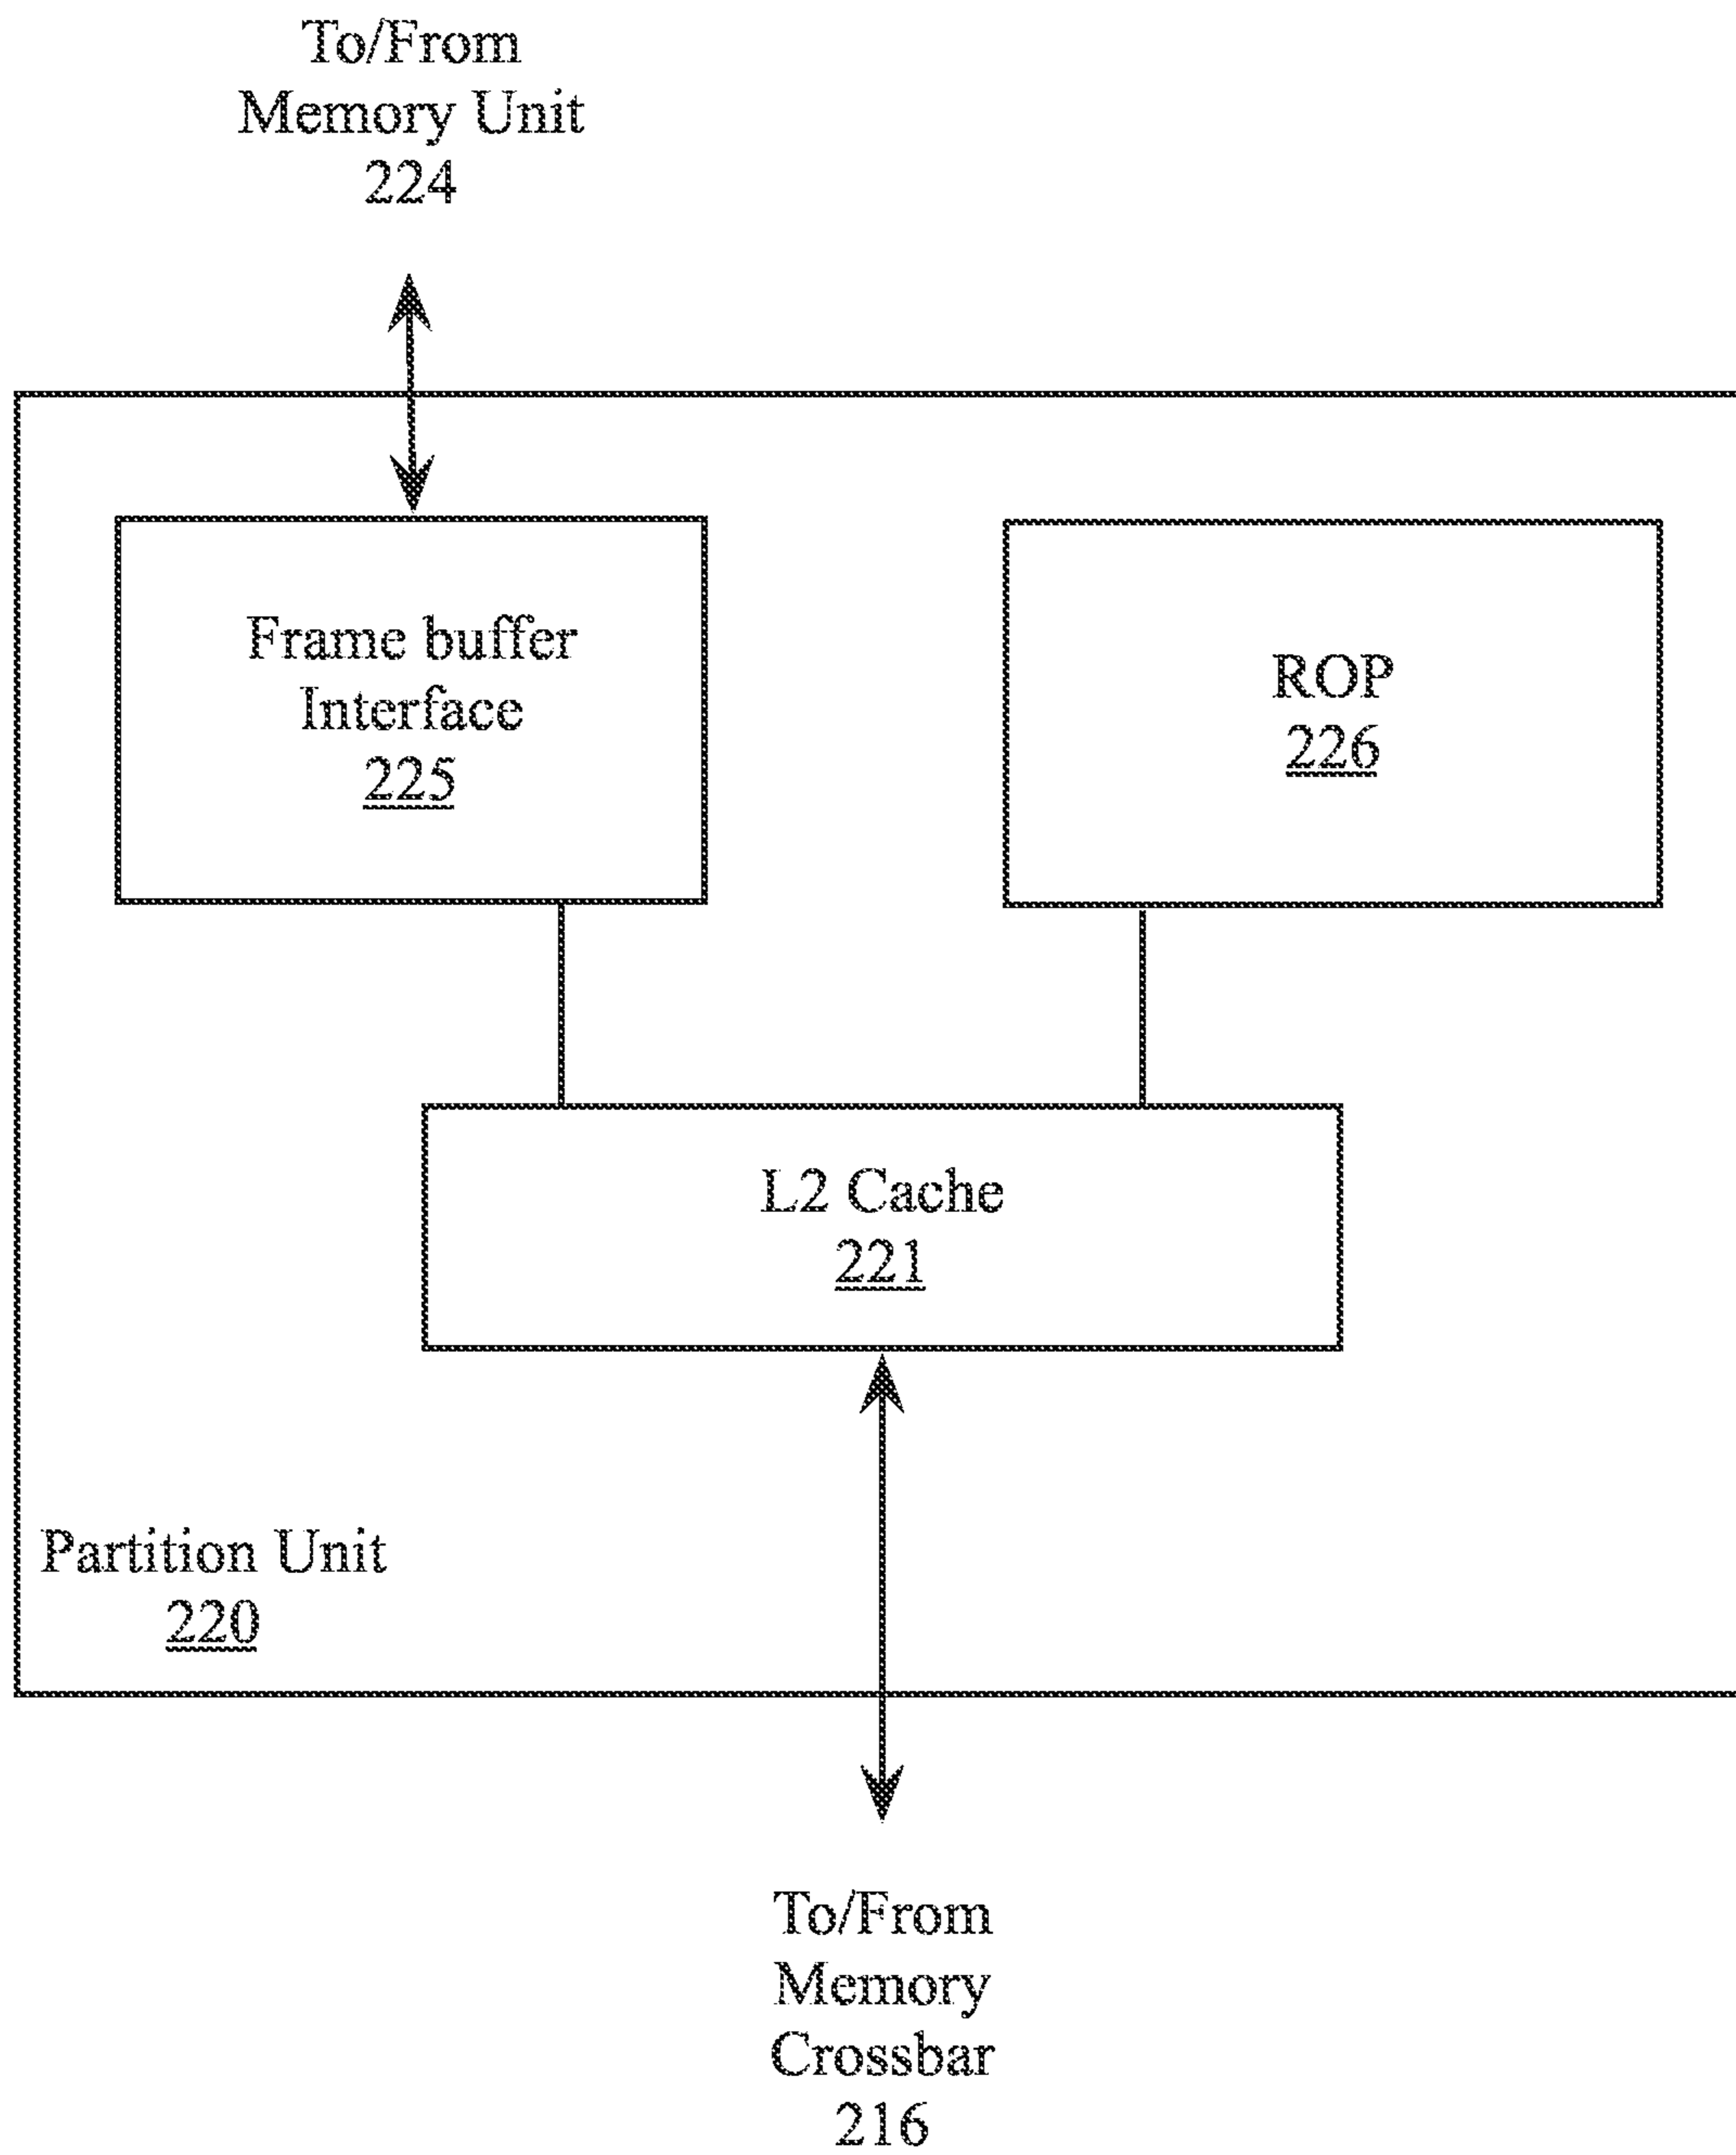 To/From
Memory Unit
224
Frame buffer
Interface
225
ROP
226
L2 Cache
221
Partition Unit
220
To/From
Memory
Crossbar
216